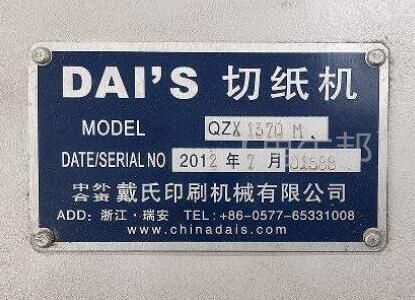 DAI'S 切纸机
MODEL QZX 1370 M.
DATE/SERIAL NO 2012 年 7 月 01588
中外合资 戴氏印刷机械有限公司
ADD: 浙江·瑞安 TEL: +86-0577-65331008
www.chinadais.com